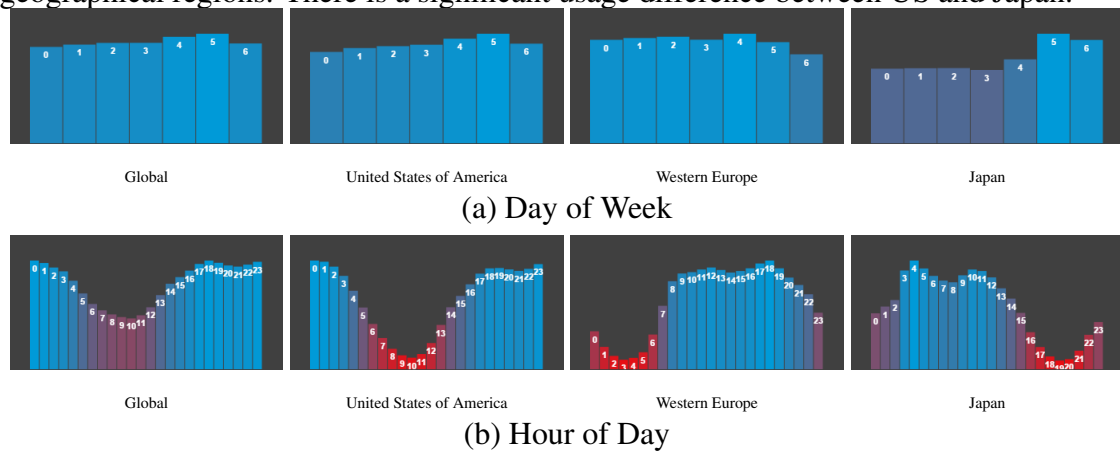 geographical regions. There is a significant usage difference between US and Japan.
0 1 2 3 4 5 6
0 1 2 3 4 5 6
0 1 2 3 4 5 6
0 1 2 3 4 5 6
Global
United States of America
Western Europe
Japan
(a) Day of Week
0 1 2 3 4 5 6 7 8 9 10 11 12 13 14 15 16 17 18 19 20 21 22 23
0 1 2 3 4 5 6 7 8 9 10 11 12 13 14 15 16 17 18 19 20 21 22 23
0 1 2 3 4 5 6 7 8 9 10 11 12 13 14 15 16 17 18 19 20 21 22 23
0 1 2 3 4 5 6 7 8 9 10 11 12 13 14 15 16 17 18 19 20 21 22 23
Global
United States of America
Western Europe
Japan
(b) Hour of Day